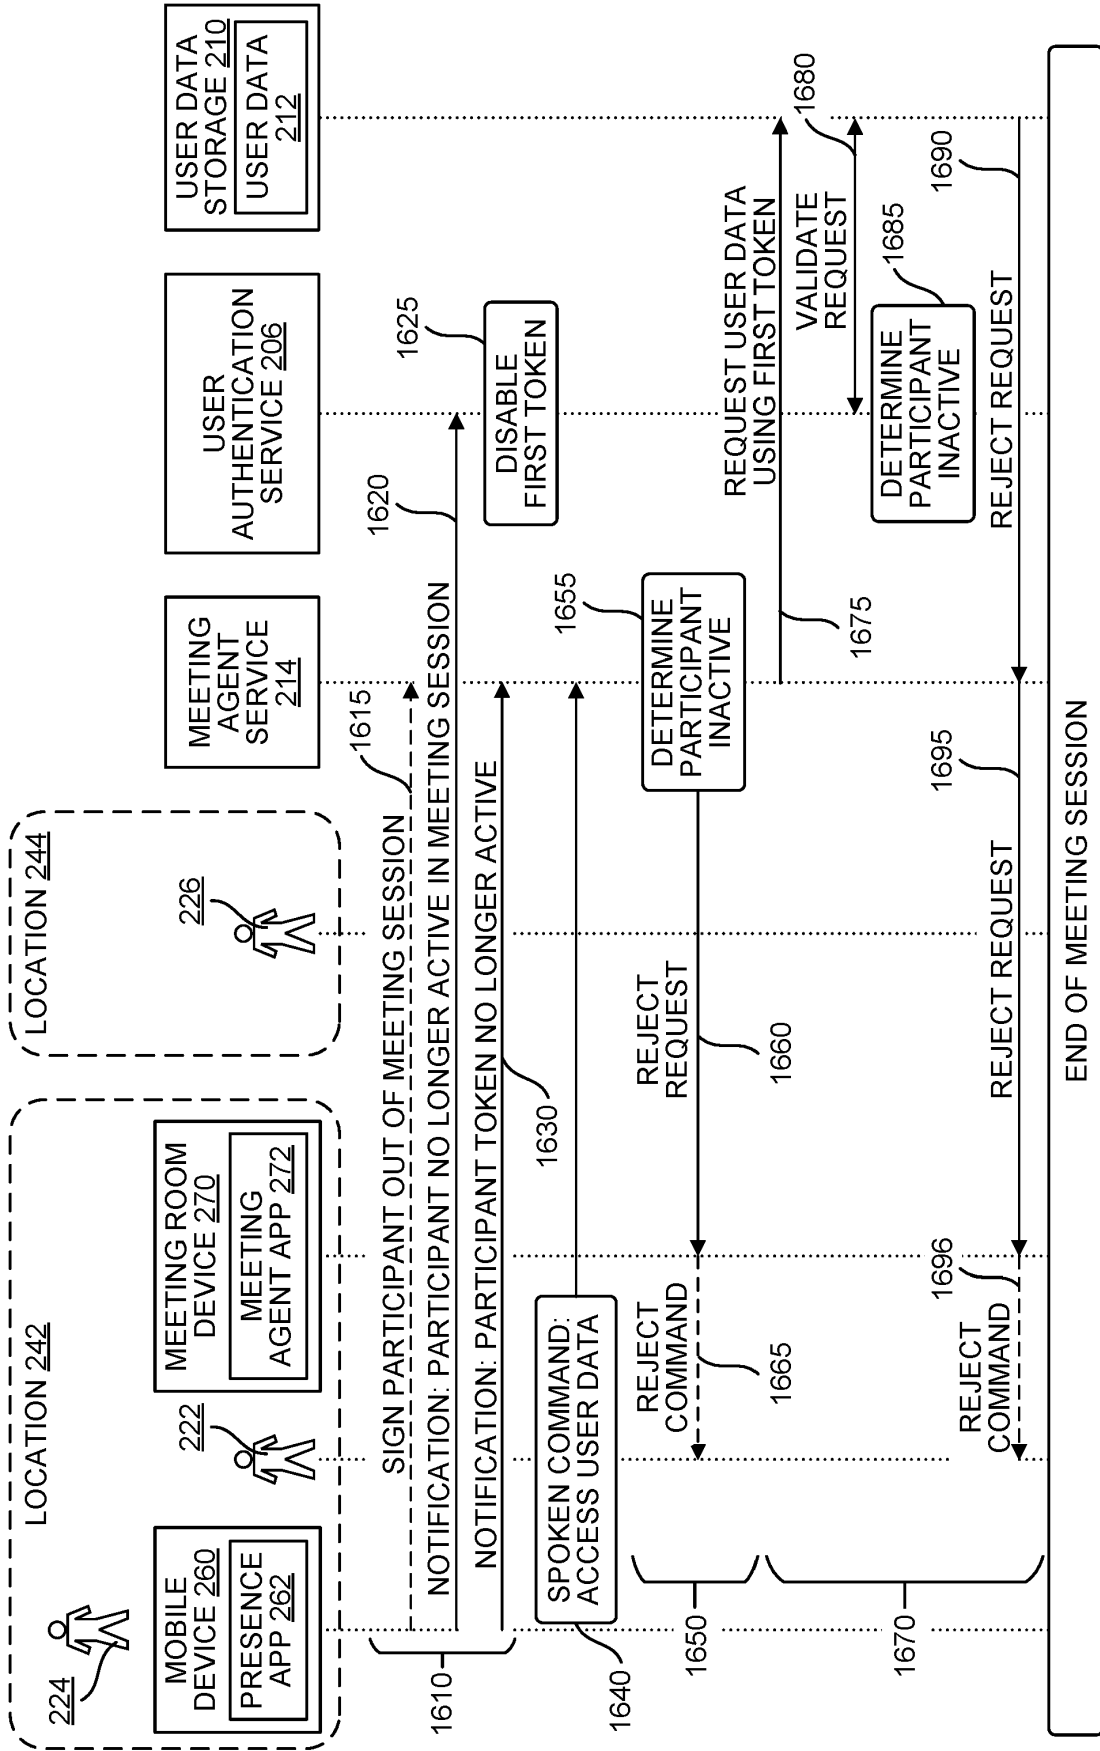 LOCATION 242
LOCATION 244
224
222
226
MOBILE
DEVICE 260
PRESENCE
APP 262
MEETING ROOM
DEVICE 270
MEETING
AGENT APP 272
MEETING
AGENT
SERVICE
214
USER
AUTHENTICATION
SERVICE 206
USER DATA
STORAGE 210
USER DATA
212
SIGN PARTICIPANT OUT OF MEETING SESSION
1615
NOTIFICATION: PARTICIPANT NO LONGER ACTIVE IN MEETING SESSION
1620
1610
NOTIFICATION: PARTICIPANT TOKEN NO LONGER ACTIVE
1630
DISABLE
FIRST TOKEN
1625
SPOKEN COMMAND:
ACCESS USER DATA
1640
1650
DETERMINE
PARTICIPANT
INACTIVE
1655
REJECT
REQUEST
1660
REJECT
COMMAND
1665
1670
REQUEST USER DATA
USING FIRST TOKEN
1675
VALIDATE
REQUEST
1680
DETERMINE
PARTICIPANT
INACTIVE
1685
REJECT REQUEST
1690
REJECT REQUEST
1695
REJECT
COMMAND
1696
END OF MEETING SESSION